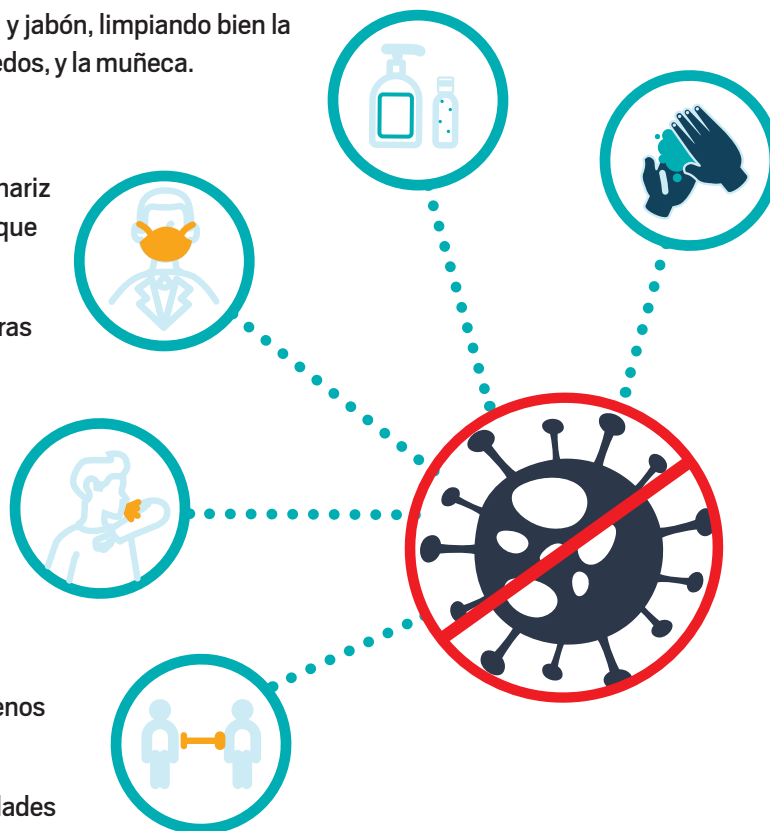 y jabón, limpiando bien la
edos, y la muñeca.
nariz
que
ras
enos
dades